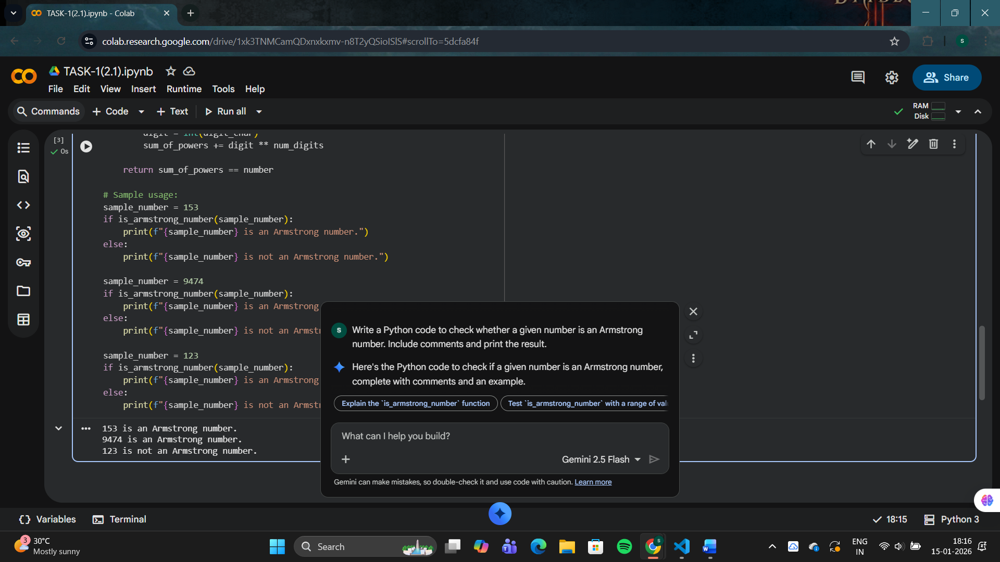 TASK-1(2.1).ipynb - Colab
colab.research.google.com/drive/1xk3TNMCamQDxnxkxmv-n8T2yQSioISlS#scrollTo=5dcfa84f
S
TASK-1(2.1).ipynb
File Edit View Insert Runtime Tools Help
Share
Commands + Code + Text Run all
RAM
Disk
[3]
0s
digit = int(digit_char)
sum_of_powers += digit ** num_digits
return sum_of_powers == number
# Sample usage:
sample_number = 153
if is_armstrong_number(sample_number):
print(f"{sample_number} is an Armstrong number.")
else:
print(f"{sample_number} is not an Armstrong number.")
sample_number = 9474
if is_armstrong_number(sample_number):
print(f"{sample_number} is an Armstrong
else:
print(f"{sample_number} is not an Armst
sample_number = 123
if is_armstrong_number(sample_number):
print(f"{sample_number} is an Armstrong
else:
print(f"{sample_number} is not an Armst
153 is an Armstrong number.
9474 is an Armstrong number.
123 is not an Armstrong number.
S
Write a Python code to check whether a given number is an Armstrong
number. Include comments and print the result.
Here's the Python code to check if a given number is an Armstrong number,
complete with comments and an example.
Explain the `is_armstrong_number` function
Test `is_armstrong_number` with a range of val
What can I help you build?
Gemini 2.5 Flash
Gemini can make mistakes, so double-check it and use code with caution. Learn more
Variables
Terminal
18:15
Python 3
3
30°C
Mostly sunny
Search
ENG
IN
18:16
15-01-2026